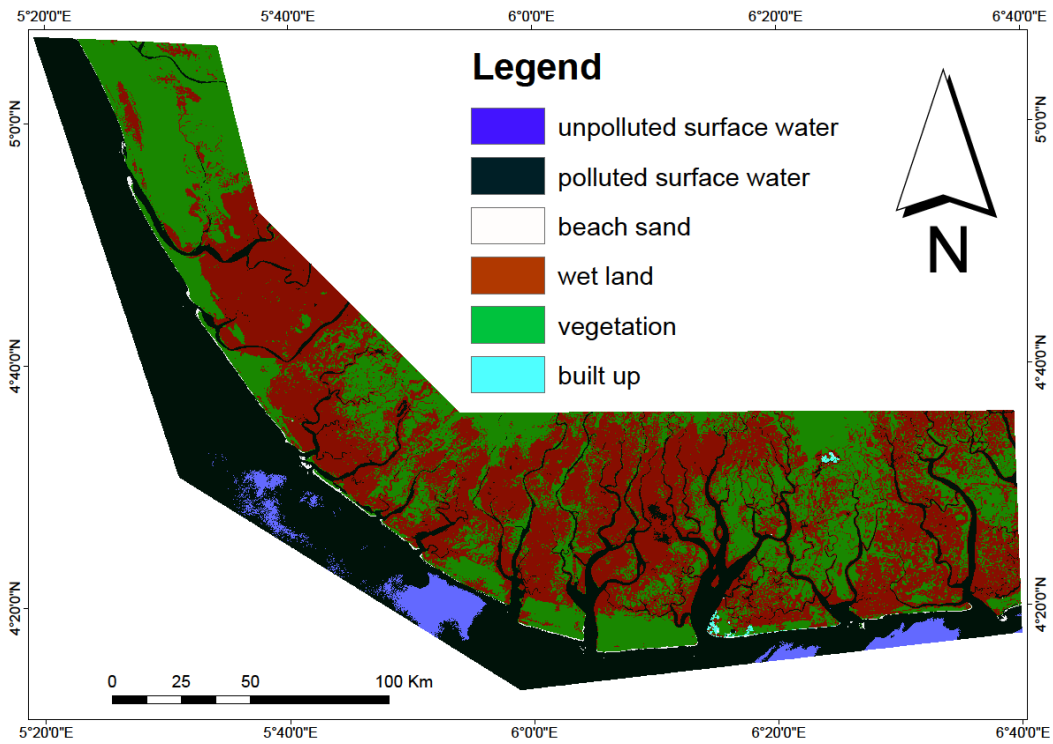 5°20'0"E 5°40'0"E 6°0'0"E 6°20'0"E 6°40'0"E
Legend
unpolluted surface water
polluted surface water
beach sand
wet land
vegetation
built up
N
5°0'0"N 5°0'0"N
4°40'0"N 4°40'0"N
4°20'0"N 4°20'0"N
0 25 50 100 Km
5°20'0"E 5°40'0"E 6°0'0"E 6°20'0"E 6°40'0"E